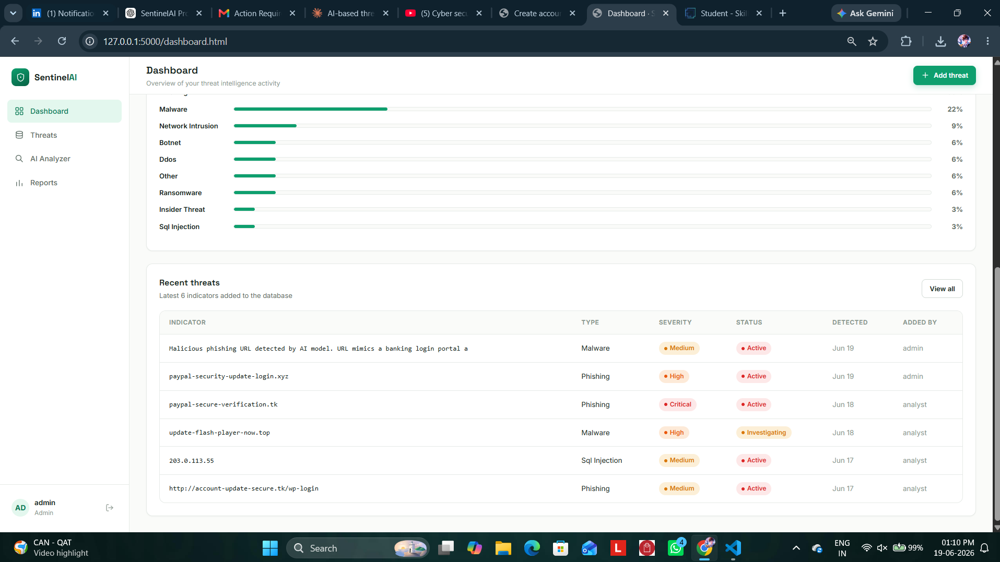 (1) Notificatio
SentinelAI Pro
Action Requir
AI-based thre
(5) Cyber secu
Create accoun
Dashboard · S
Student - Skil
Ask Gemini
127.0.0.1:5000/dashboard.html
SentinelAI
Dashboard
Threats
AI Analyzer
Reports
Dashboard
Overview of your threat intelligence activity
+ Add threat
Malware 22%
Network Intrusion 9%
Botnet 6%
Ddos 6%
Other 6%
Ransomware 6%
Insider Threat 3%
Sql Injection 3%
Recent threats
Latest 6 indicators added to the database
View all
INDICATOR TYPE SEVERITY STATUS DETECTED ADDED BY
Malicious phishing URL detected by AI model. URL mimics a banking login portal a Malware Medium Active Jun 19 admin
paypal-security-update-login.xyz Phishing High Active Jun 19 admin
paypal-secure-verification.tk Phishing Critical Active Jun 18 analyst
update-flash-player-now.top Malware High Investigating Jun 18 analyst
203.0.113.55 Sql Injection Medium Active Jun 17 analyst
http://account-update-secure.tk/wp-login Phishing Medium Active Jun 17 analyst
AD
admin
Admin
CAN - QAT
Video highlight
Search
L
4
ENG
IN
99%
01:10 PM
19-06-2026